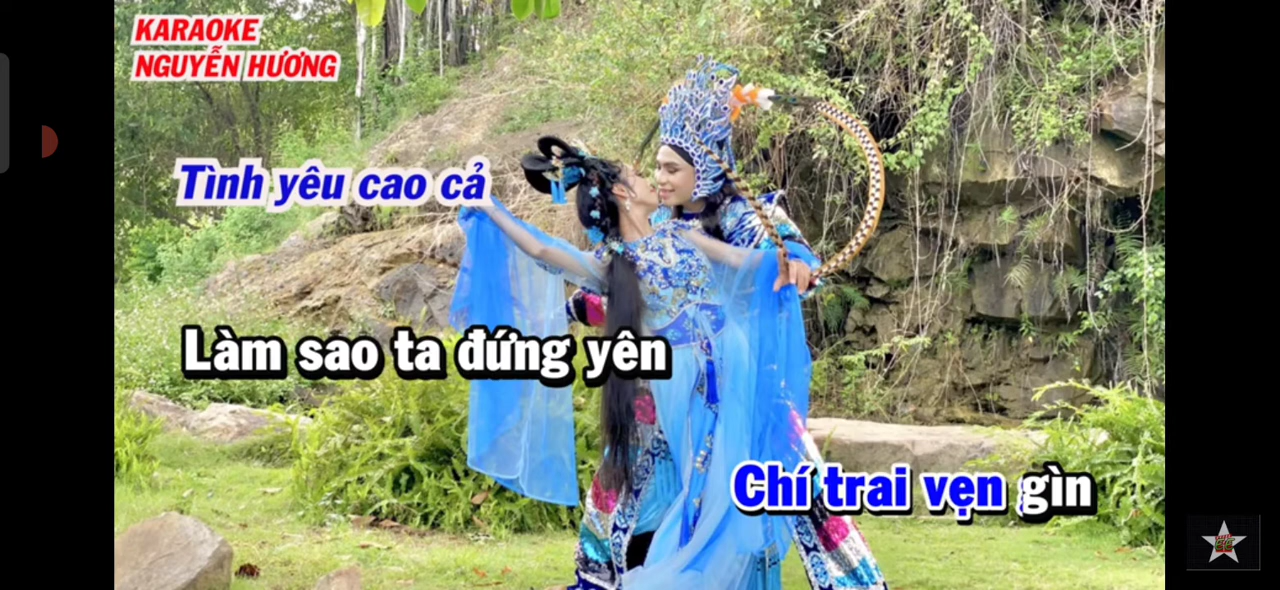 KARAOKE
NGUYỄN HƯƠNG
Tình yêu cao cả
Làm sao ta đứng yên
Chí trai vẹn gìn